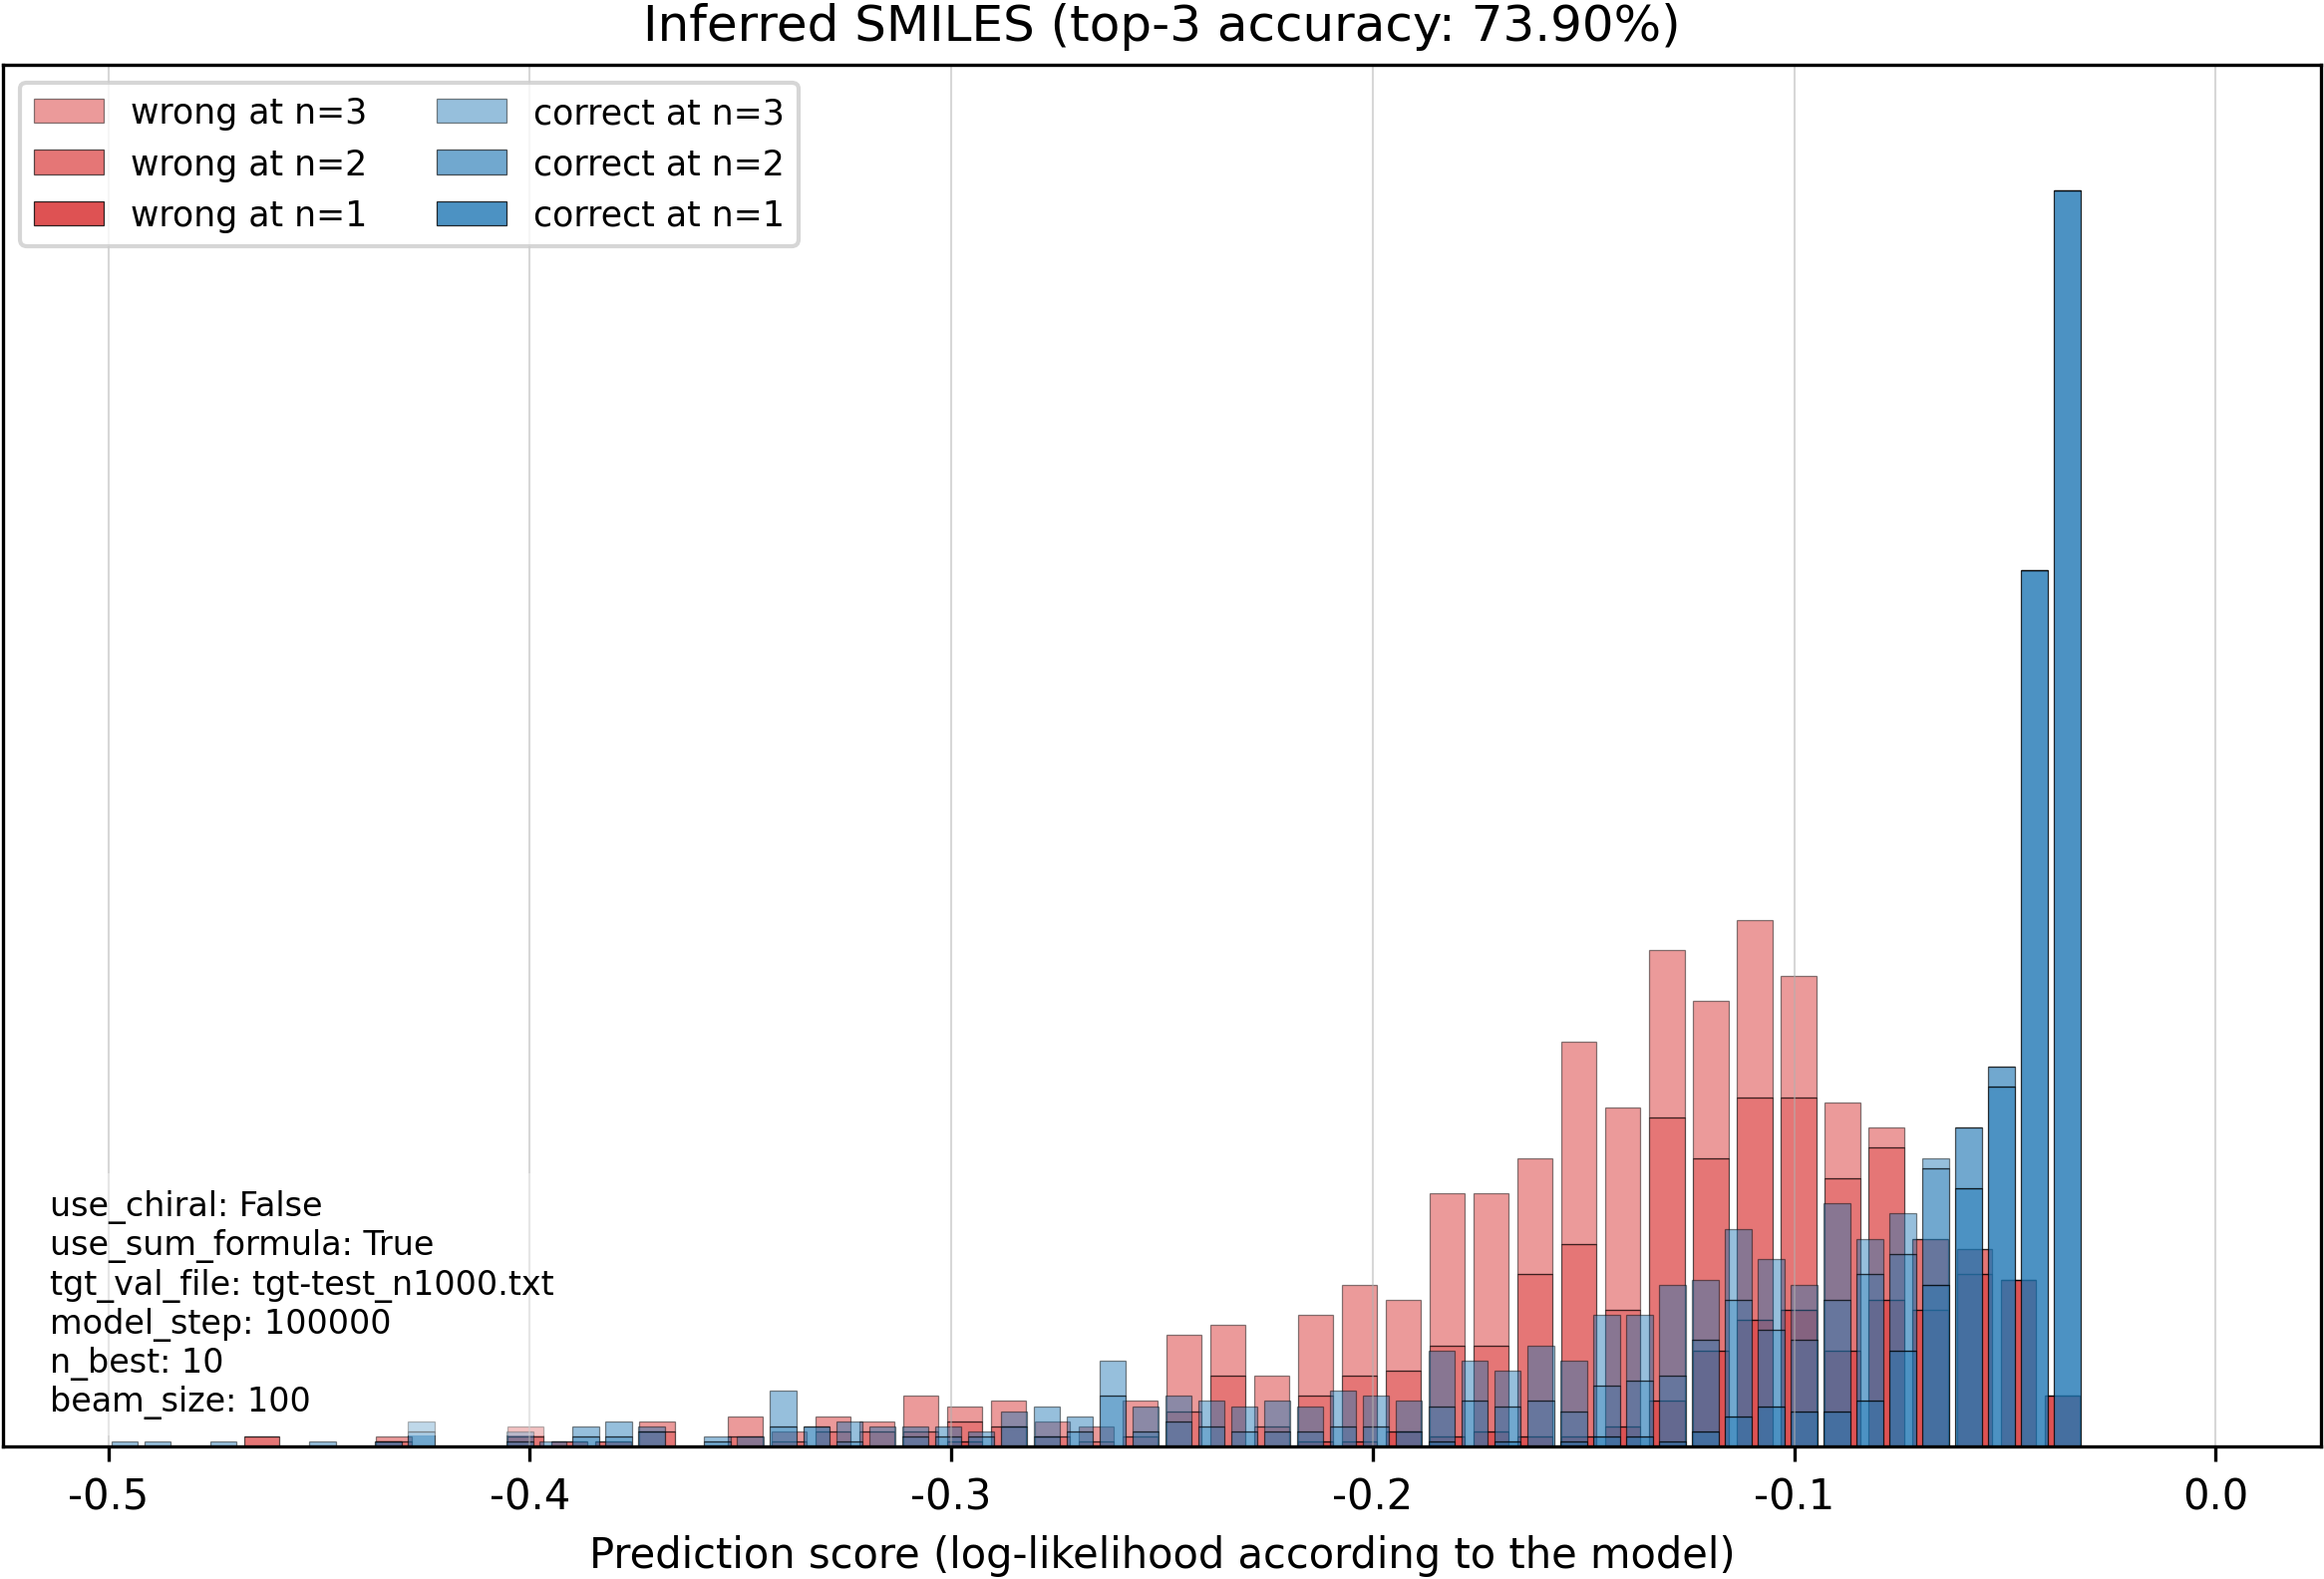 Inferred SMILES (top-3 accuracy: 73.90%)
wrong at n=3
wrong at n=2
wrong at n=1
correct at n=3
correct at n=2
correct at n=1
use_chiral: False
use_sum_formula: True
tgt_val_file: tgt-test_n1000.txt
model_step: 100000
n_best: 10
beam_size: 100
-0.5 -0.4 -0.3 -0.2 -0.1 0.0
Prediction score (log-likelihood according to the model)